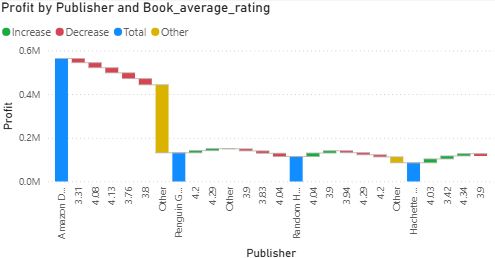 Profit by Publisher and Book_average_rating
Increase Decrease Total Other
0.6M
0.4M
0.2M
0.0M
Profit
Amazon D...
3.31
4.08
4.13
3.76
3.8
Other
Penguin G...
4.2
4.29
Other
3.9
3.83
4.04
Random H...
4.04
3.9
3.94
4.29
4.2
Other
Hachette ...
4.03
3.42
4.34
3.9
Publisher